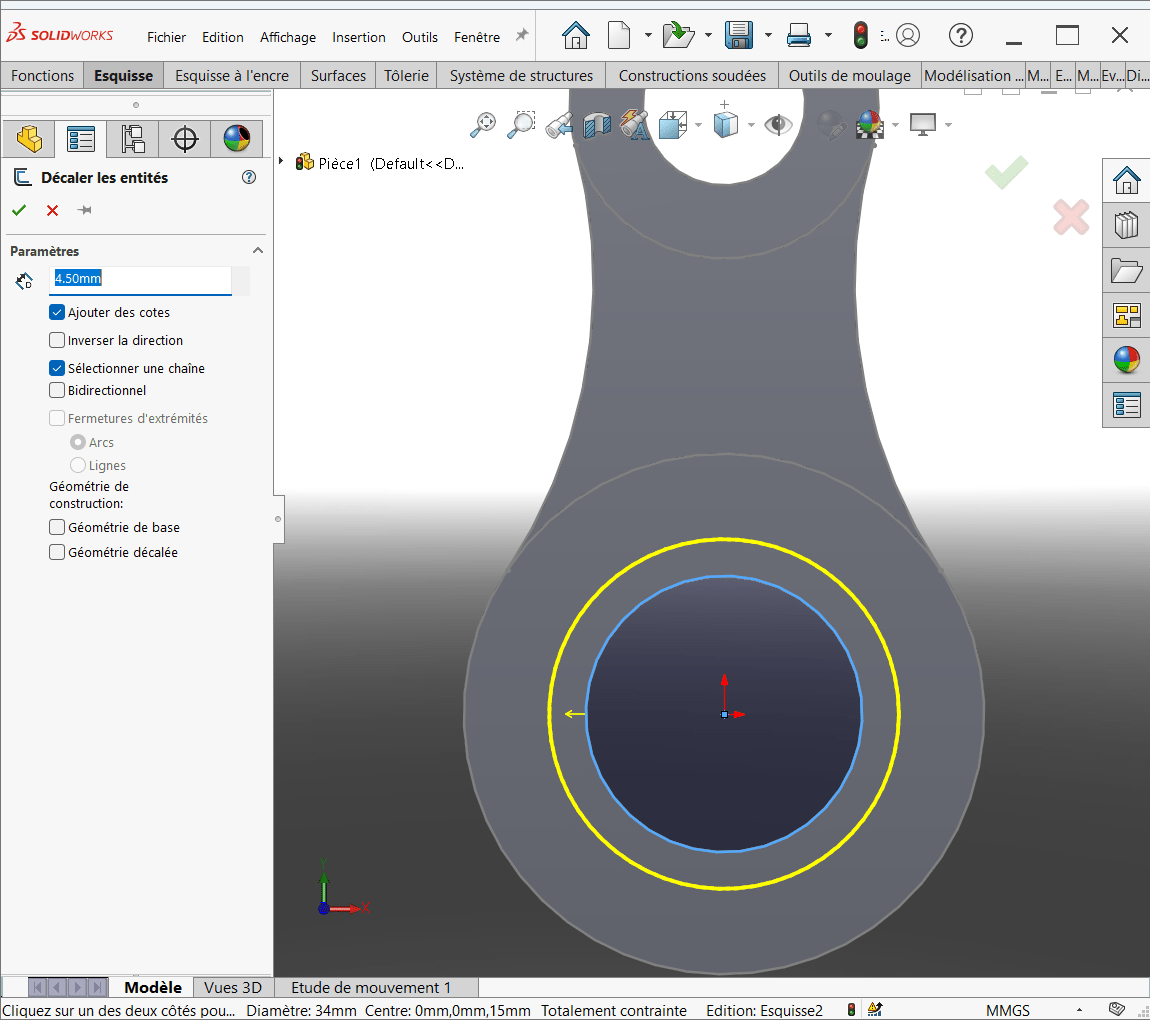 SOLIDWORKS Fichier Edition Affichage Insertion Outils Fenêtre
Fonctions Esquisse Esquisse à l'encre Surfaces Tôlerie Système de structures Constructions soudées Outils de moulage Modélisation ... M... E... M... Ev... Di...
Pièce1 (Default<<D...
Décaler les entités
Paramètres
4.50mm
Ajouter des cotes
Inverser la direction
Sélectionner une chaîne
Bidirectionnel
Fermetures d'extrémités
Arcs
Lignes
Géométrie de
construction:
Géométrie de base
Géométrie décalée
Y
X
Modèle Vues 3D Etude de mouvement 1
Cliquez sur un des deux côtés pou... Diamètre: 34mm Centre: 0mm,0mm,15mm Totalement contrainte Edition: Esquisse2 MMGS